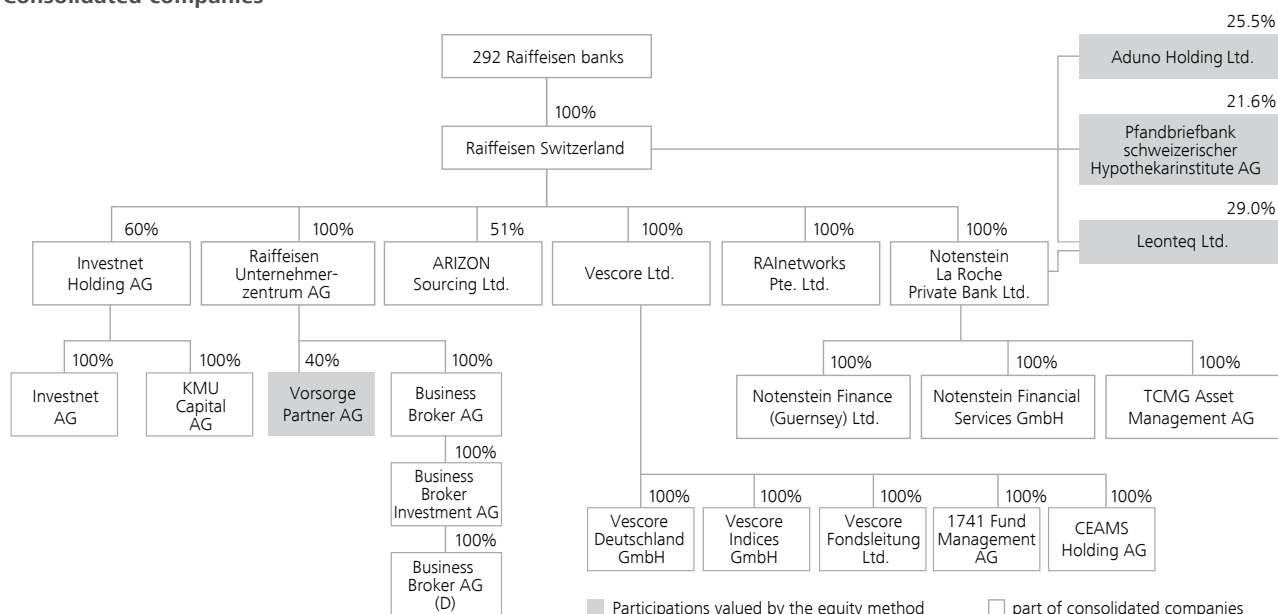 Consolidated companies
25.5%
292 Raiffeisen banks
Aduno Holding Ltd.
100%
21.6%
Raiffeisen Switzerland
Pfandbriefbank
schweizerischer
Hypothekarinstitute AG
29.0%
Leonteq Ltd.
60%
100%
51%
100%
100%
100%
Investnet
Holding AG
Raiffeisen
Unternehmer-
zentrum AG
ARIZON
Sourcing Ltd.
Vescore Ltd.
RAInetworks
Pte. Ltd.
Notenstein
La Roche
Private Bank Ltd.
100%
100%
40%
100%
100%
100%
100%
Investnet
AG
KMU
Capital
AG
Vorsorge
Partner AG
Business
Broker AG
Notenstein Finance
(Guernsey) Ltd.
Notenstein Financial
Services GmbH
TCMG Asset
Management AG
100%
Business
Broker
Investment AG
100%
Business
Broker AG
(D)
100%
100%
100%
100%
100%
Vescore
Deutschland
GmbH
Vescore
Indices
GmbH
Vescore
Fondsleitung
Ltd.
1741 Fund
Management
AG
CEAMS
Holding AG
Participations valued by the equity method
part of consolidated companies